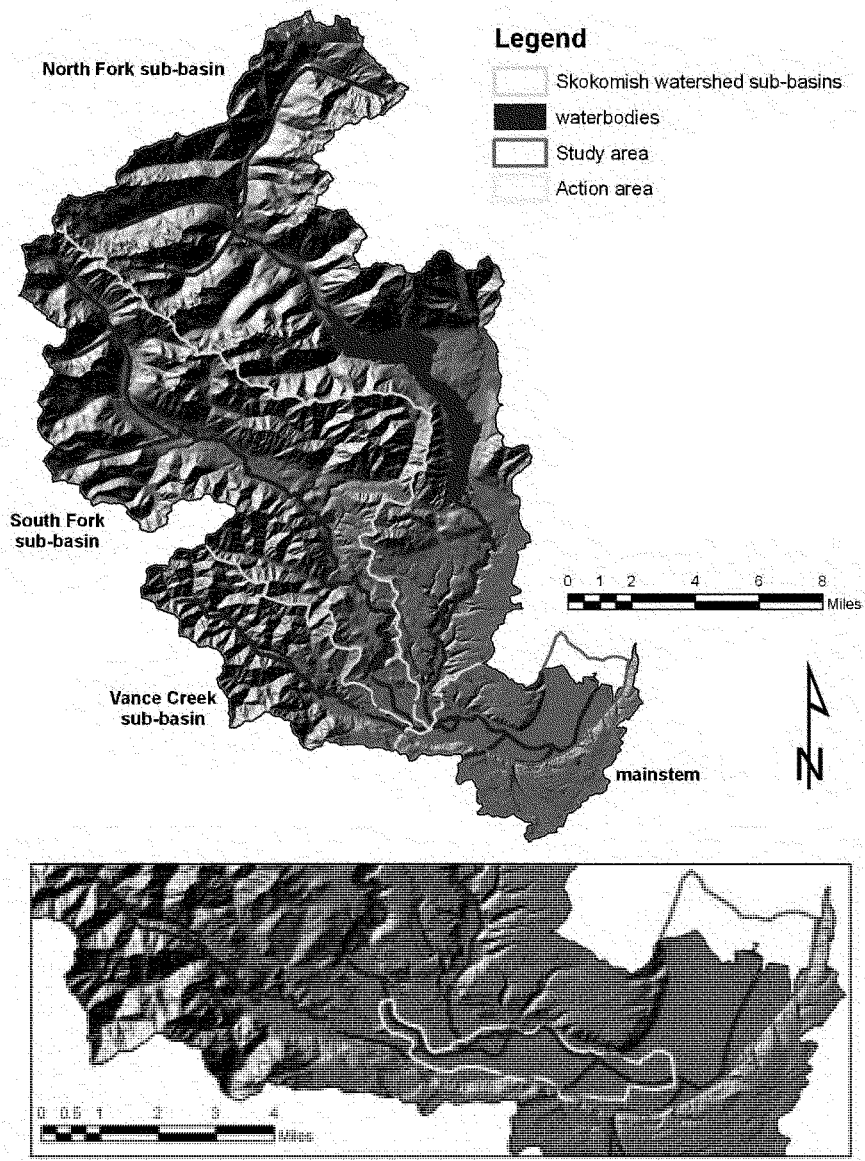 North Fork sub-basin
Legend
Skokomish watershed sub-basins
waterbodies
Study area
Action area
South Fork
sub-basin
0 1 2 4 6 8
Miles
Vance Creek
sub-basin
N
mainstem
0 0.5 1 2 3 4
Miles